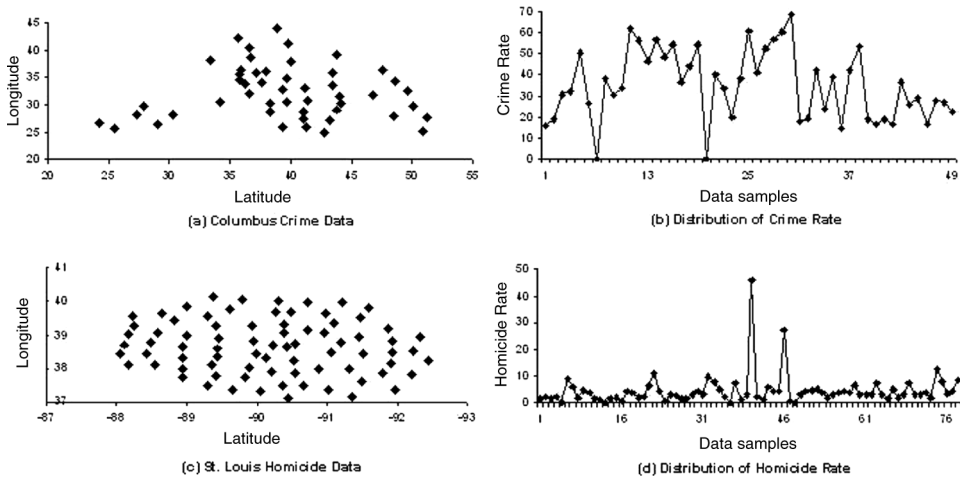 45
40
35
30
25
20
Longitude
20 25 30 35 40 45 50 55
Latitude
(a) Columbus Crime Data
70
60
50
40
30
20
10
0
Crime Rate
1 13 25 37 49
Data samples
(b) Distribution of Crime Rate
41
40
39
38
37
Longitude
-87 -88 -89 -90 -91 -92 -93
Latitude
(c) St. Louis Homicide Data
50
40
30
20
10
0
Homicide Rate
1 16 31 46 61 76
Data samples
(d) Distribution of Homicide Rate